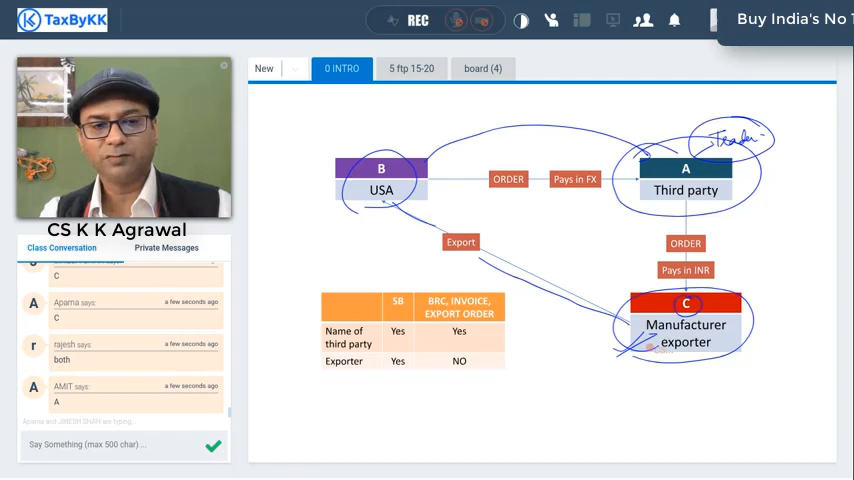 TaxByKK
REC
Buy India's No 1
New
0 INTRO
5 ftp 15-20
board (4)
CS K K Agrawal
Class Conversation
Private Messages
C
A
Aparna says:
a few seconds ago
C
r
rajesh says:
a few seconds ago
both
A
AMIT says:
a few seconds ago
A
Aparna and JINESH SHAH are typing...
Say Something (max 500 char)...
Trader
B
USA
ORDER
Pays in FX
A
Third party
Export
ORDER
Pays in INR
C
Manufacturer
exporter
SB
BRC, INVOICE,
EXPORT ORDER
Name of
third party
Yes
Yes
Exporter
Yes
NO